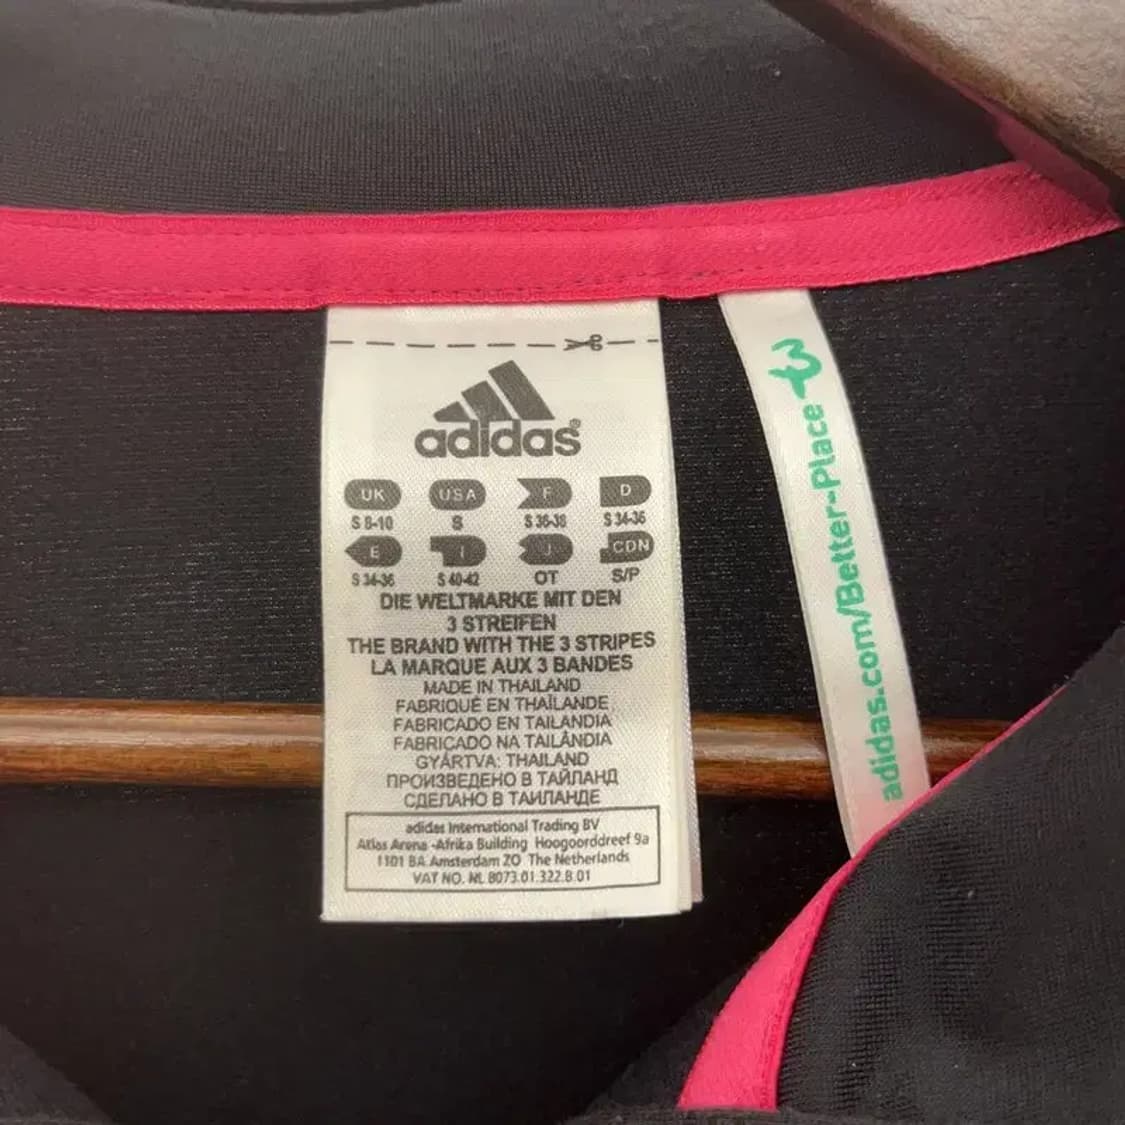 adidas®
UK USA F D
S 8-10 S S 36-38 S 34-36
E I J CDN
S 34-36 S 40-42 OT S/P
DIE WELTMARKE MIT DEN
3 STREIFEN
THE BRAND WITH THE 3 STRIPES
LA MARQUE AUX 3 BANDES
MADE IN THAILAND
FABRIQUÉ EN THAÏLANDE
FABRICADO EN TAILANDIA
FABRICADO NA TAILÂNDIA
GYÁRTVA: THAILAND
ПРОИЗВЕДЕНО В ТАЙЛАНД
СДЕЛАНО В ТАИЛАНДЕ
adidas International Trading BV
Atlas Arena -Afrika Building Hoogoorddreef 9a
1101 BA Amsterdam ZO The Netherlands
VAT NO. NL 8073.01.322.B.01
adidas.com/Better-Place